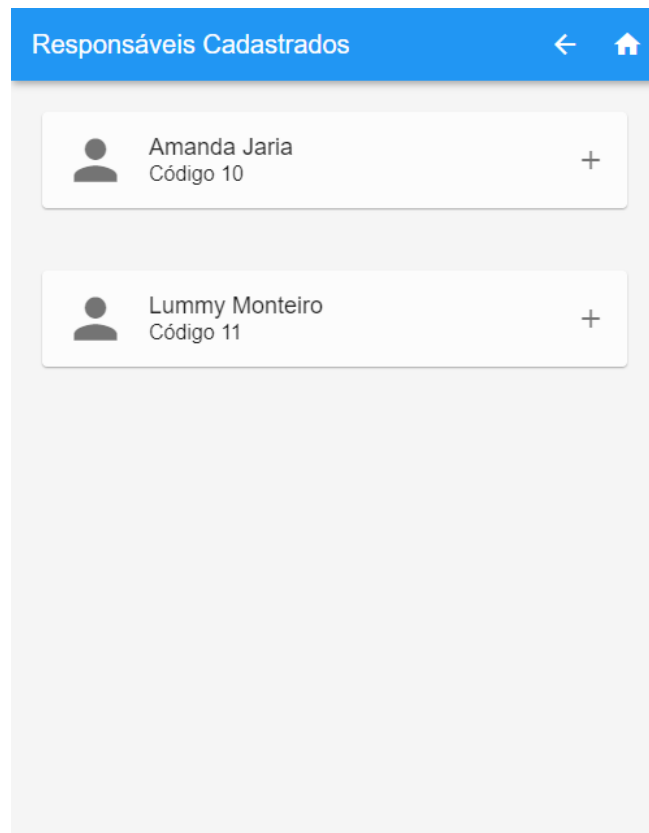 Responsáveis Cadastrados
Amanda Jaria
Código 10
Lummy Monteiro
Código 11